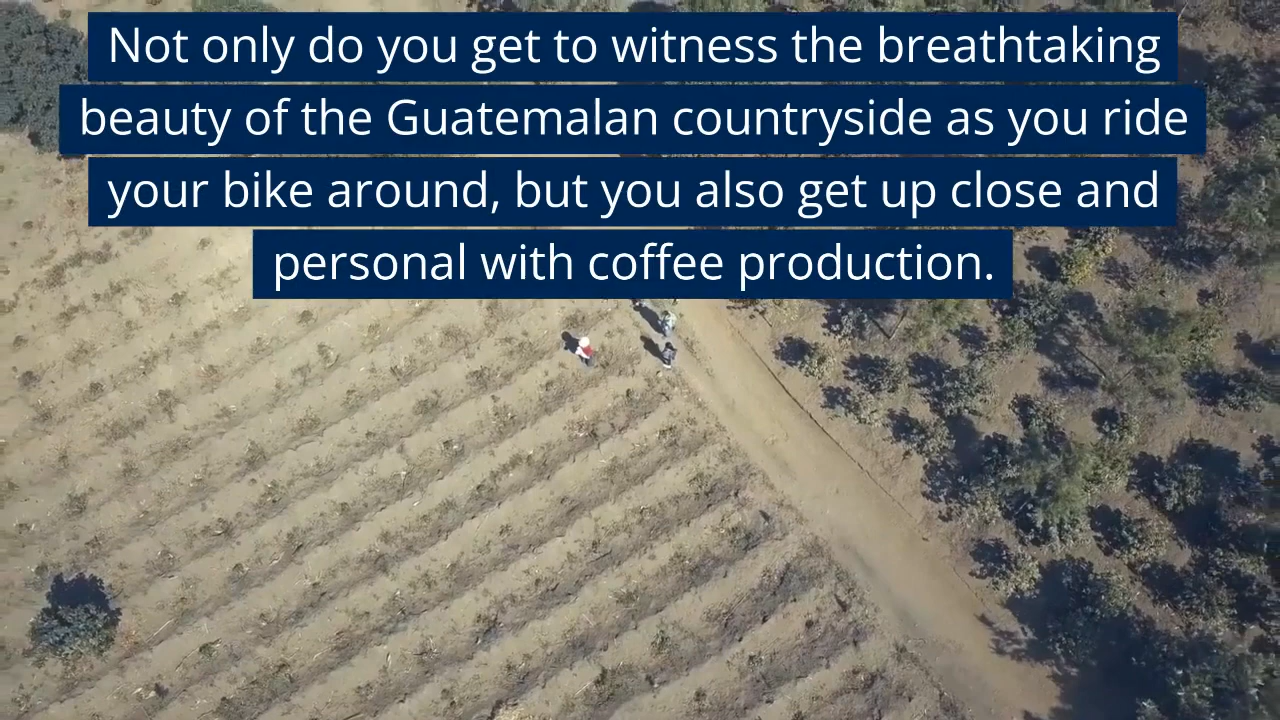 Not only do you get to witness the breathtaking
beauty of the Guatemalan countryside as you ride
your bike around, but you also get up close and
personal with coffee production.